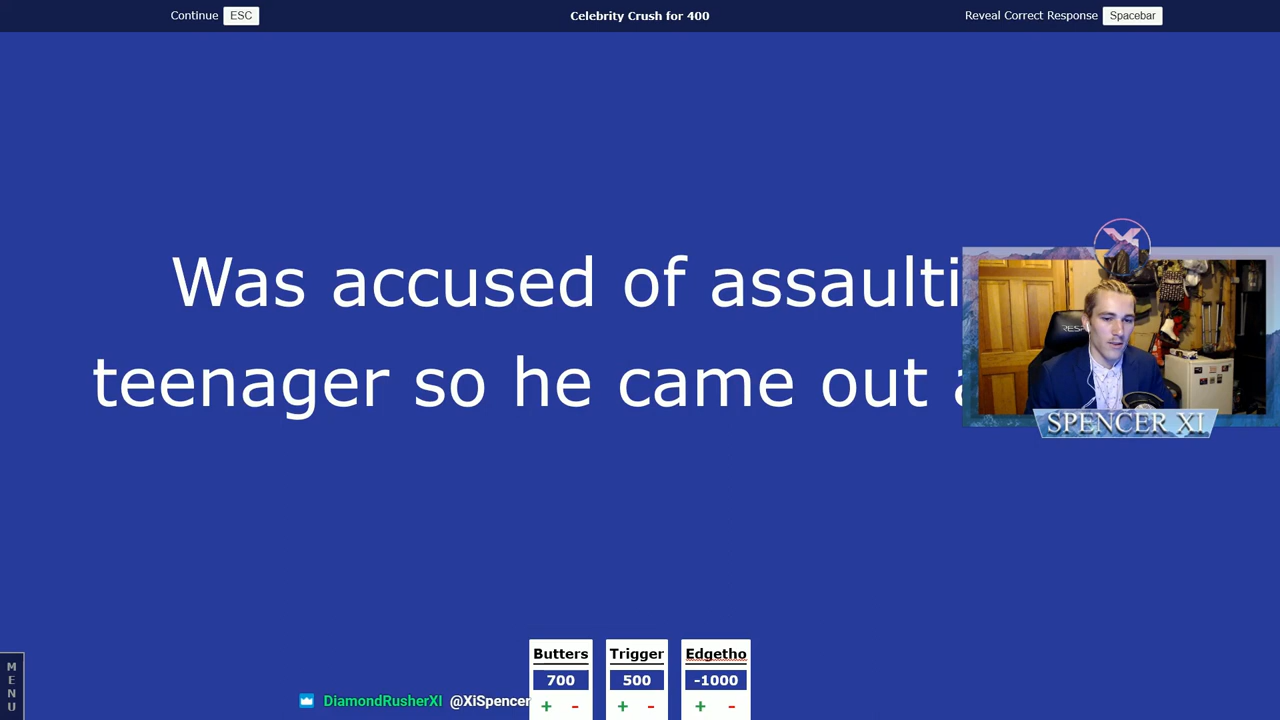 Continue ESC
Celebrity Crush for 400
Reveal Correct Response Spacebar
Was accused of assaulti
teenager so he came out
SPENCER XI
MENU
Butters Trigger Edgetho
700 500 -1000
+ - + - + -
DiamondRusherXI @XiSpencer